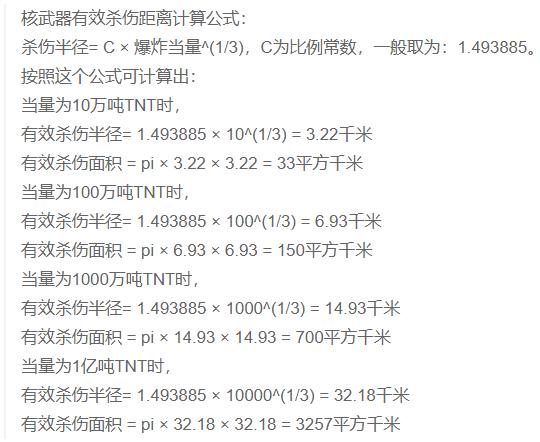 核武器有效杀伤距离计算公式：
杀伤半径= C × 爆炸当量^(1/3)，C为比例常数，一般取为：1.493885。
按照这个公式可计算出：
当量为10万吨TNT时，
有效杀伤半径= 1.493885 × 10^(1/3) = 3.22千米
有效杀伤面积 = pi × 3.22 × 3.22 = 33平方千米
当量为100万吨TNT时，
有效杀伤半径= 1.493885 × 100^(1/3) = 6.93千米
有效杀伤面积 = pi × 6.93 × 6.93 = 150平方千米
当量为1000万吨TNT时，
有效杀伤半径= 1.493885 × 1000^(1/3) = 14.93千米
有效杀伤面积 = pi × 14.93 × 14.93 = 700平方千米
当量为1亿吨TNT时，
有效杀伤半径= 1.493885 × 10000^(1/3) = 32.18千米
有效杀伤面积 = pi × 32.18 × 32.18 = 3257平方千米